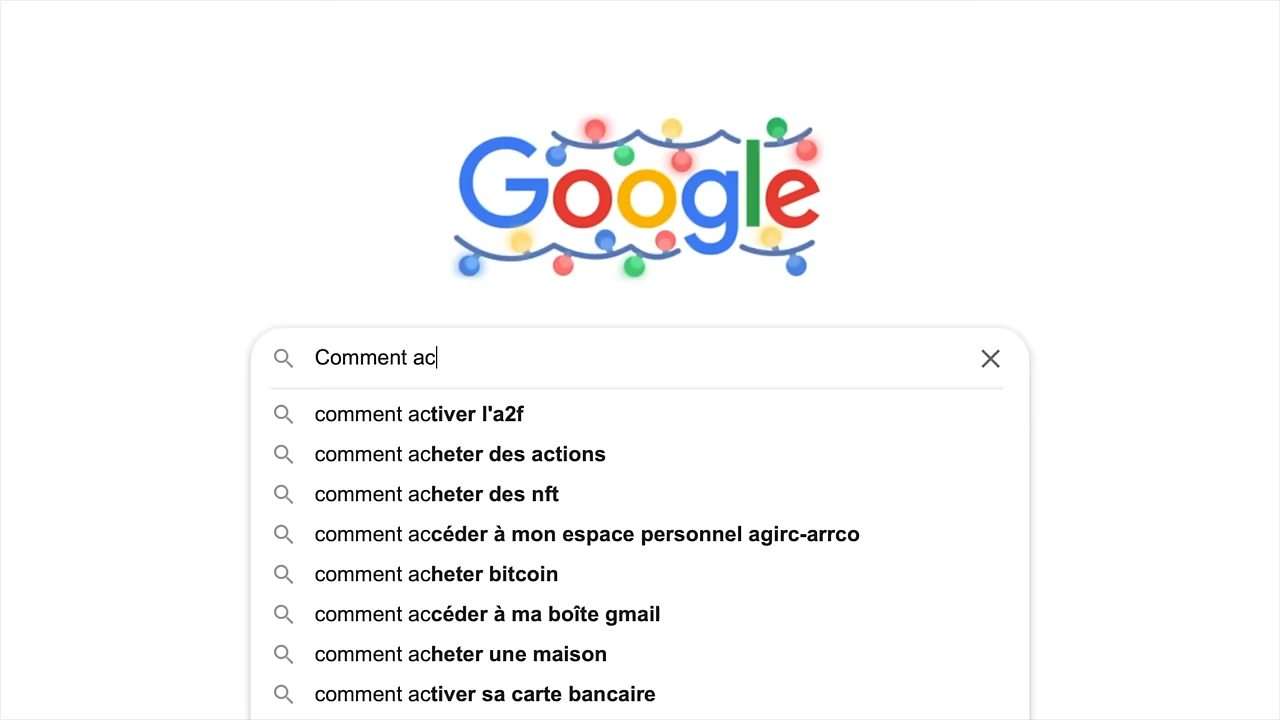 Google
Comment ac
comment activer l'a2f
comment acheter des actions
comment acheter des nft
comment accéder à mon espace personnel agirc-arrco
comment acheter bitcoin
comment accéder à ma boîte gmail
comment acheter une maison
comment activer sa carte bancaire